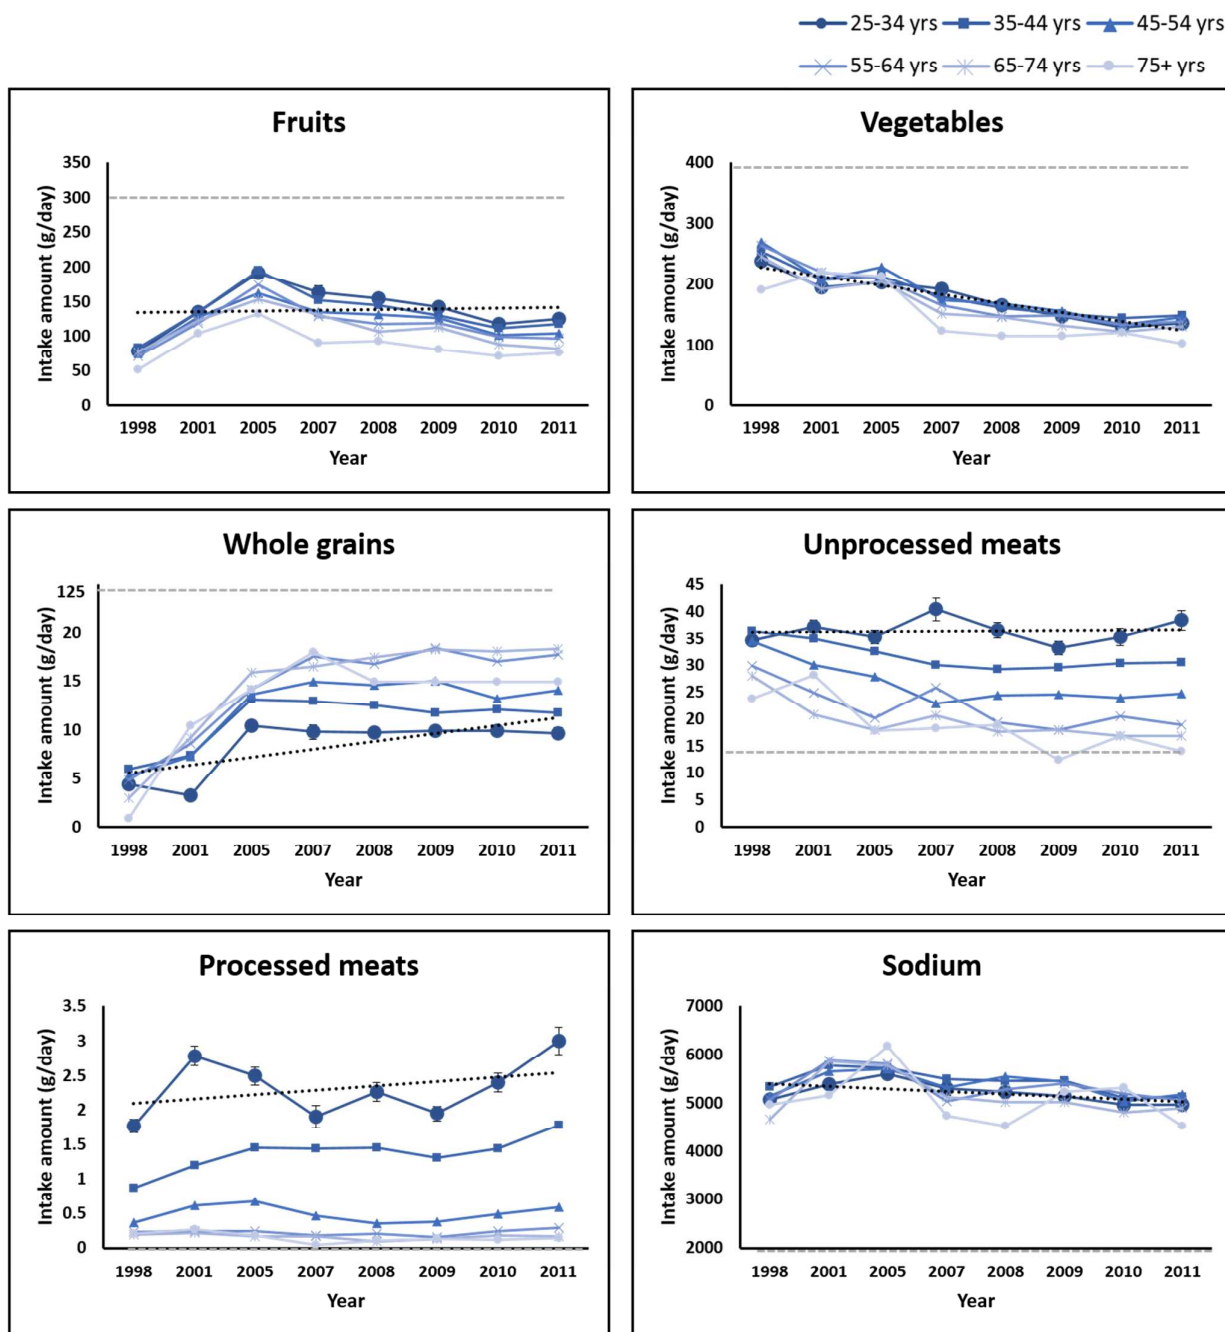 25-34 yrs 35-44 yrs 45-54 yrs
55-64 yrs 65-74 yrs 75+ yrs
Fruits
Intake amount (g/day)
350
300
250
200
150
100
50
0
1998 2001 2005 2007 2008 2009 2010 2011
Year
Vegetables
Intake amount (g/day)
400
300
200
100
0
1998 2001 2005 2007 2008 2009 2010 2011
Year
Whole grains
Intake amount (g/day)
125
20
15
10
5
0
1998 2001 2005 2007 2008 2009 2010 2011
Year
Unprocessed meats
Intake amount (g/day)
45
40
35
30
25
20
15
10
5
0
1998 2001 2005 2007 2008 2009 2010 2011
Year
Processed meats
Intake amount (g/day)
3.5
3
2.5
2
1.5
1
0.5
0
1998 2001 2005 2007 2008 2009 2010 2011
Year
Sodium
Intake amount (g/day)
7000
6000
5000
4000
3000
2000
1998 2001 2005 2007 2008 2009 2010 2011
Year